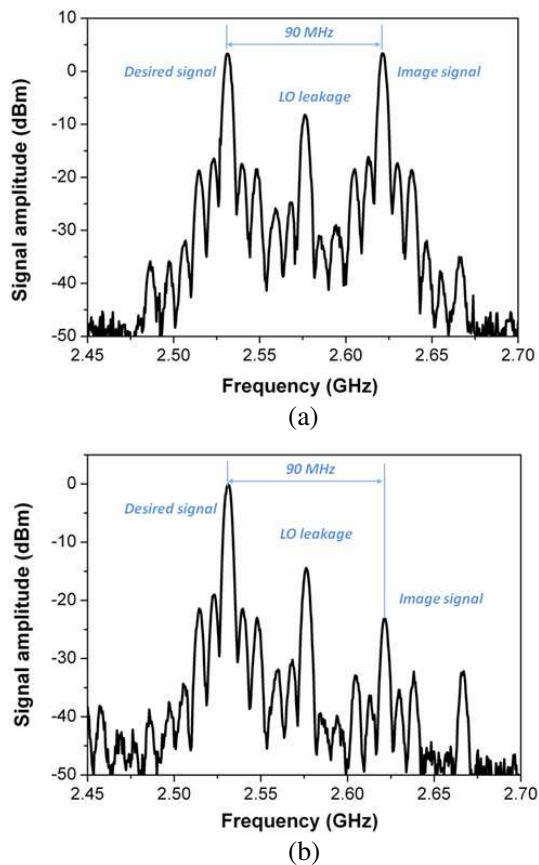 10
0
-10
-20
-30
-40
-50
Signal amplitude (dBm)
90 MHz
Desired signal
Image signal
LO leakage
2.45 2.50 2.55 2.60 2.65 2.70
Frequency (GHz)
(a)
0
-10
-20
-30
-40
-50
Signal amplitude (dBm)
90 MHz
Desired signal
LO leakage
Image signal
2.45 2.50 2.55 2.60 2.65 2.70
Frequency (GHz)
(b)